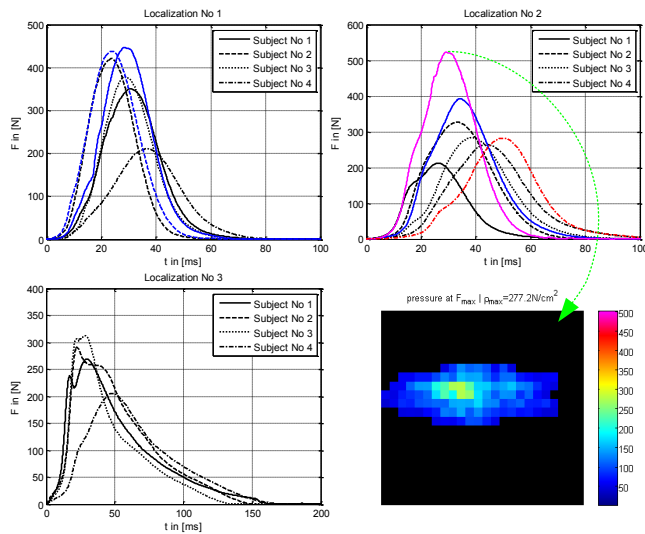 Localization No 1
F in [N]
500
400
300
200
100
0
0 20 40 60 80 100
t in [ms]
Subject No 1
Subject No 2
Subject No 3
Subject No 4
Localization No 2
F in [N]
600
500
400
300
200
100
0
0 20 40 60 80 100
t in [ms]
Subject No 1
Subject No 2
Subject No 3
Subject No 4
Localization No 3
F in [N]
400
350
300
250
200
150
100
50
0
0 50 100 150 200
t in [ms]
Subject No 1
Subject No 2
Subject No 3
Subject No 4
pressure at Fmax | ρmax=277.2N/cm²
500
450
400
350
300
250
200
150
100
50